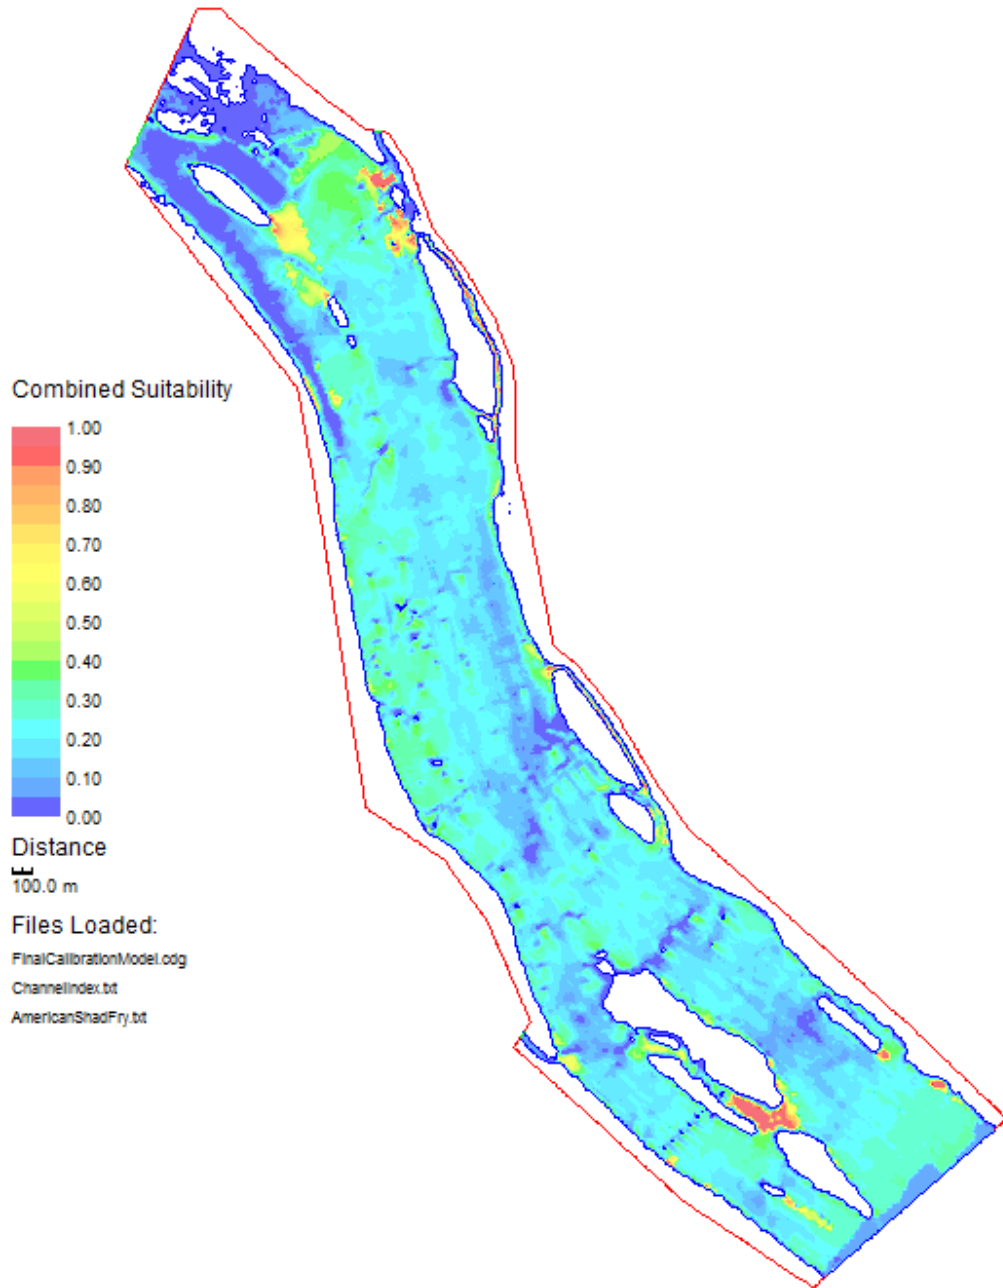 Combined Suitability
1.00
0.90
0.80
0.70
0.60
0.50
0.40
0.30
0.20
0.10
0.00
Distance
100.0 m
Files Loaded:
FinalCalibrationModel.cdg
ChannelIndex.txt
AmericanShadFry.txt